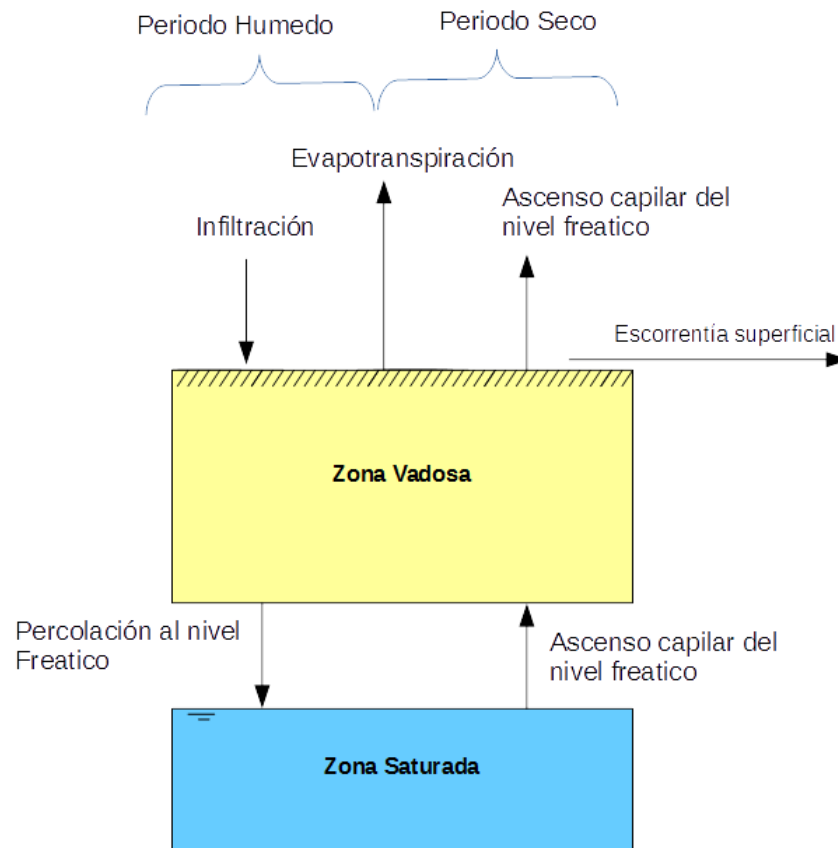 Periodo Humedo
Periodo Seco
Evapotranspiración
Ascenso capilar del
nivel freatico
Infiltración
Escorrentía superficial
Zona Vadosa
Percolación al nivel
Freatico
Ascenso capilar del
nivel freatico
Zona Saturada